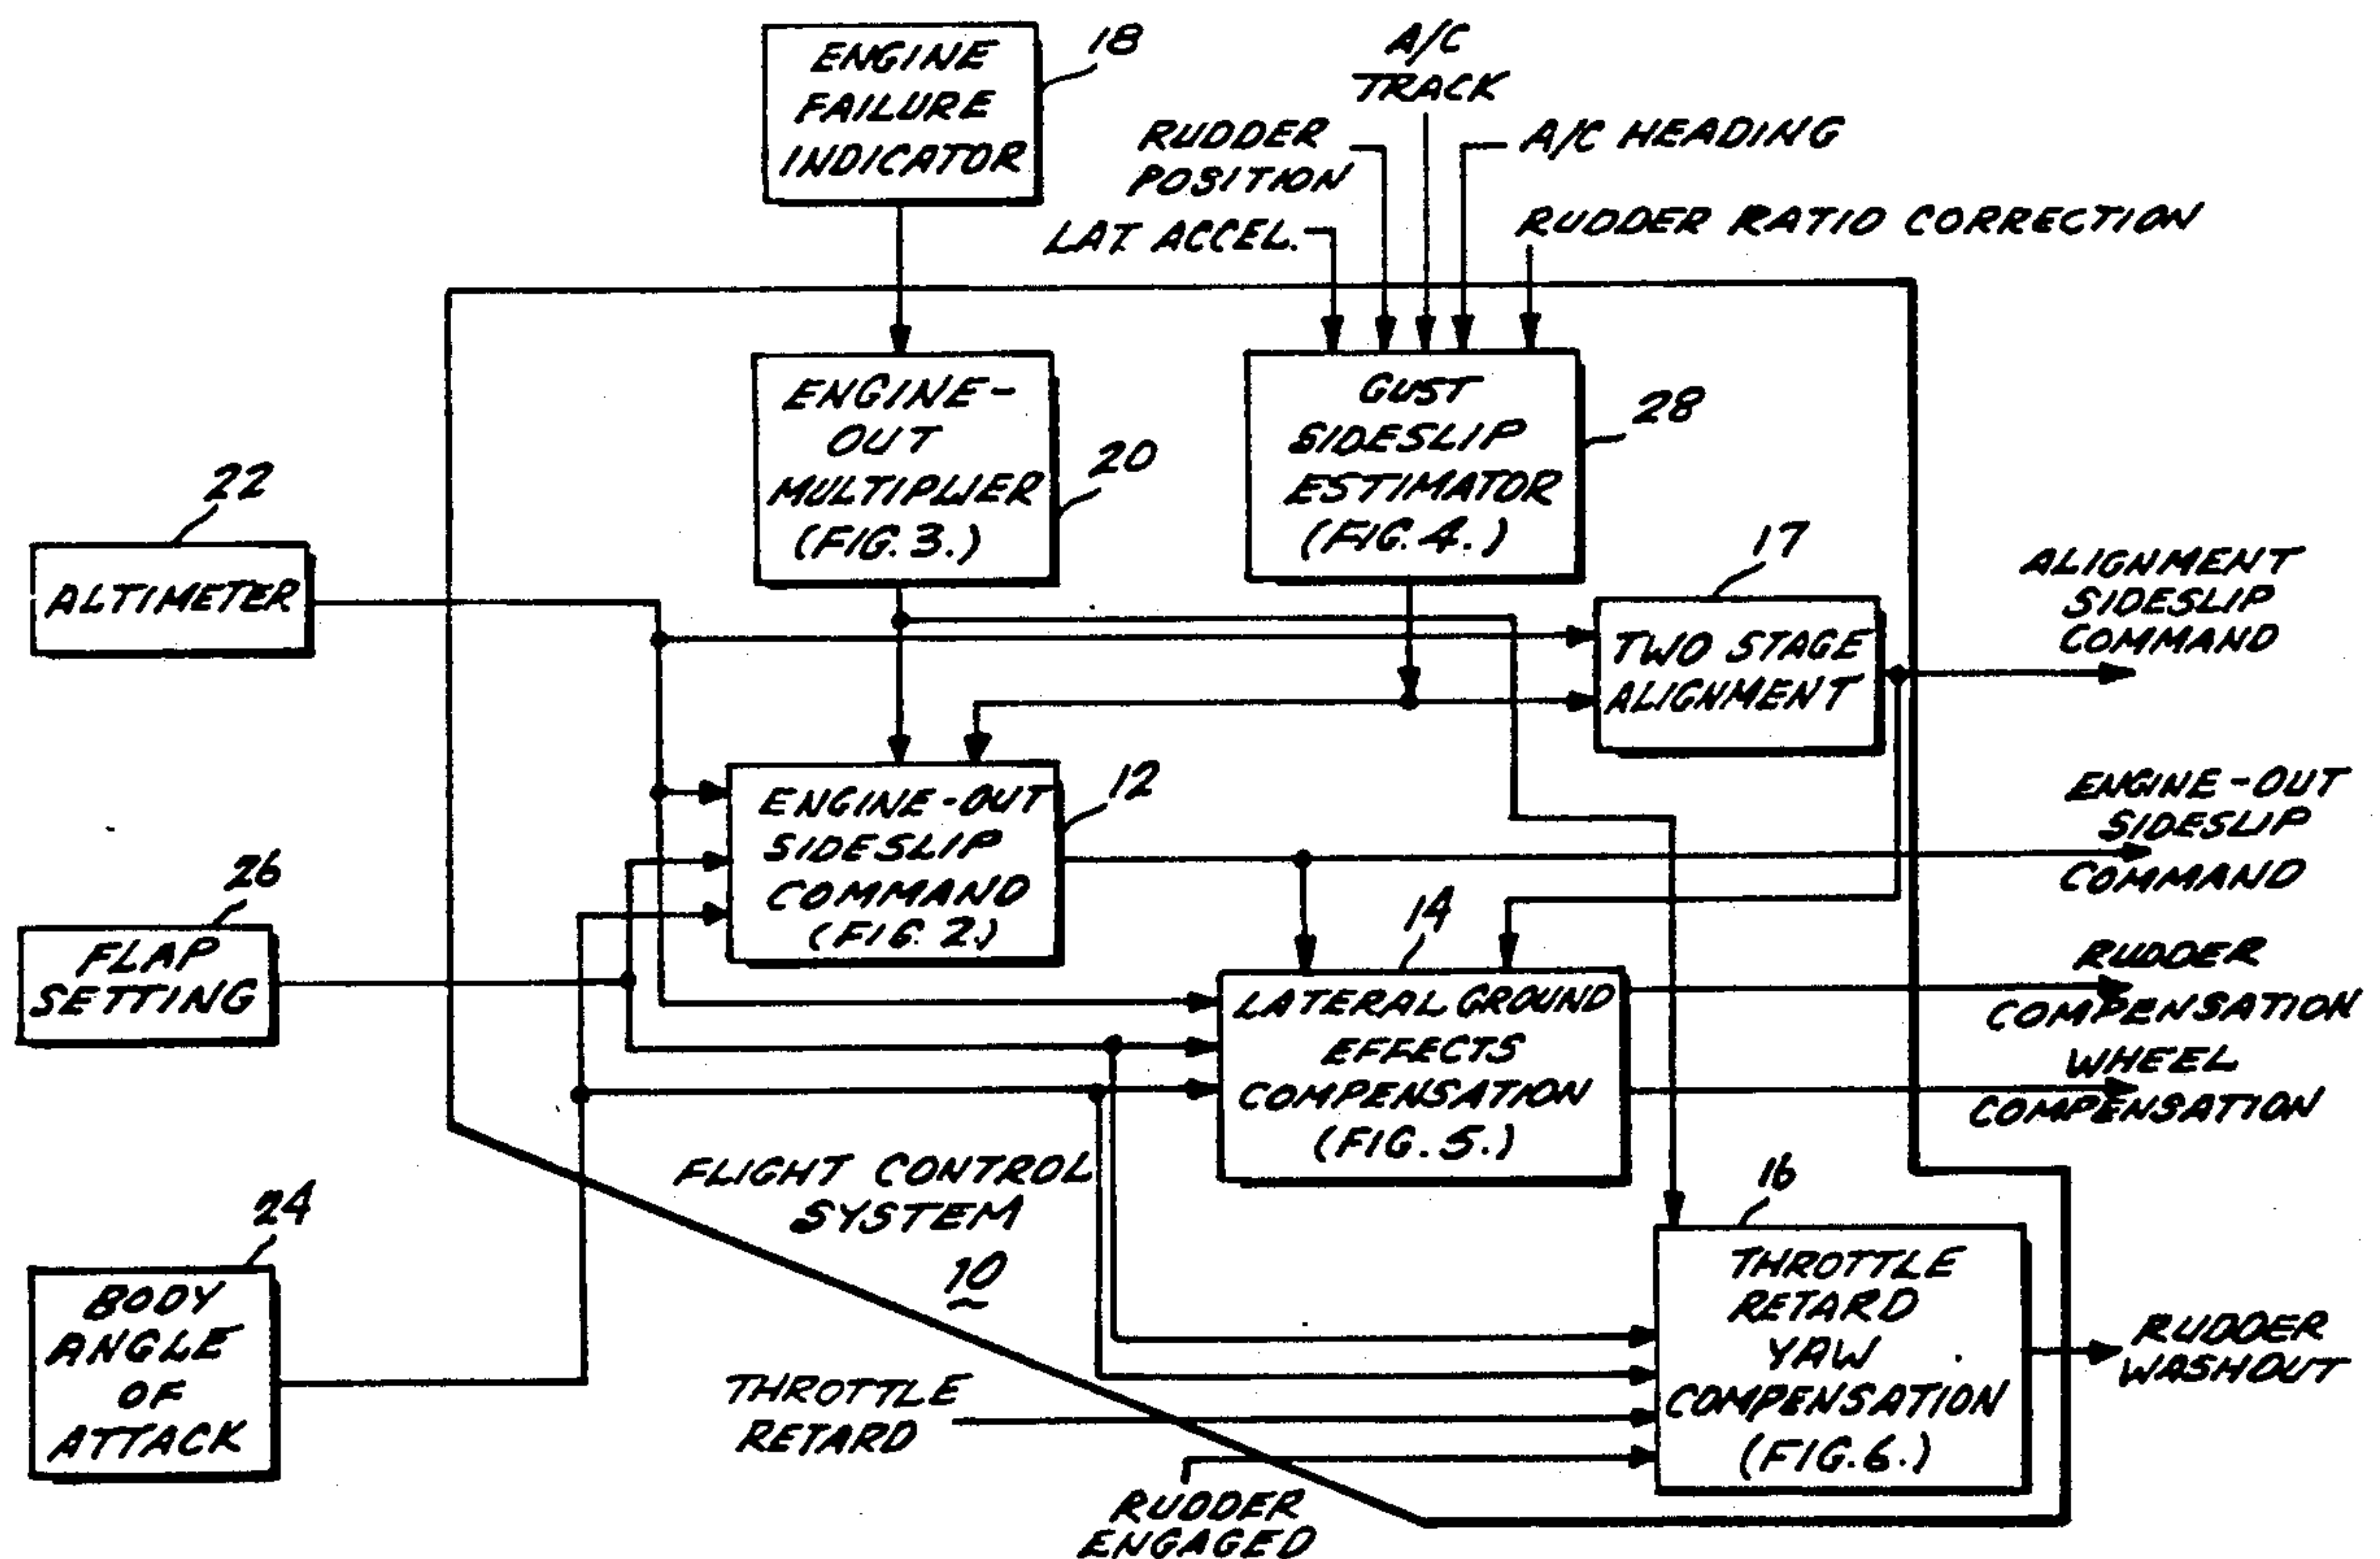 ENGINE
FAILURE
INDICATOR
18
A/C
TRACK
RUDDER
POSITION
A/C HEADING
LAT ACCEL.
RUDDER RATIO CORRECTION
ENGINE-
OUT
MULTIPLIER
(FIG. 3.)
20
GUST
SIDESLIP
ESTIMATOR
(FIG. 4.)
28
22
ALTIMETER
17
TWO STAGE
ALIGNMENT
ALIGNMENT
SIDESLIP
COMMAND
ENGINE-OUT
SIDESLIP
COMMAND
(FIG. 2.)
12
ENGINE-OUT
SIDESLIP
COMMAND
26
FLAP
SETTING
14
LATERAL GROUND
EFFECTS
COMPENSATION
(FIG. 5.)
RUDDER
COMPENSATION
WHEEL
COMPENSATION
FLIGHT CONTROL
SYSTEM
10
24
BODY
ANGLE
OF
ATTACK
16
THROTTLE
RETARD
YAW
COMPENSATION
(FIG. 6.)
RUDDER
WASHOUT
THROTTLE
RETARD
RUDDER
ENGAGED